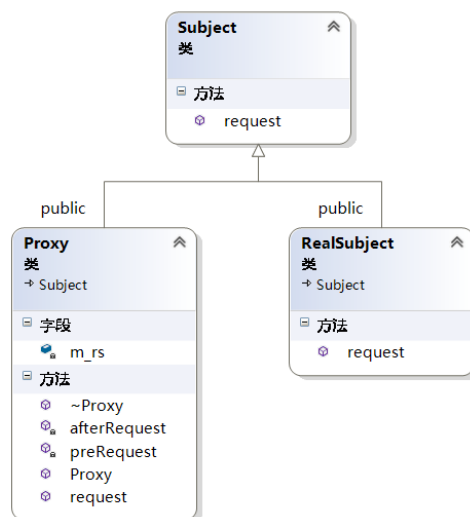 Subject
类
方法
request
public
public
Proxy
类
Subject
字段
m_rs
方法
~Proxy
afterRequest
preRequest
Proxy
request
RealSubject
类
Subject
方法
request